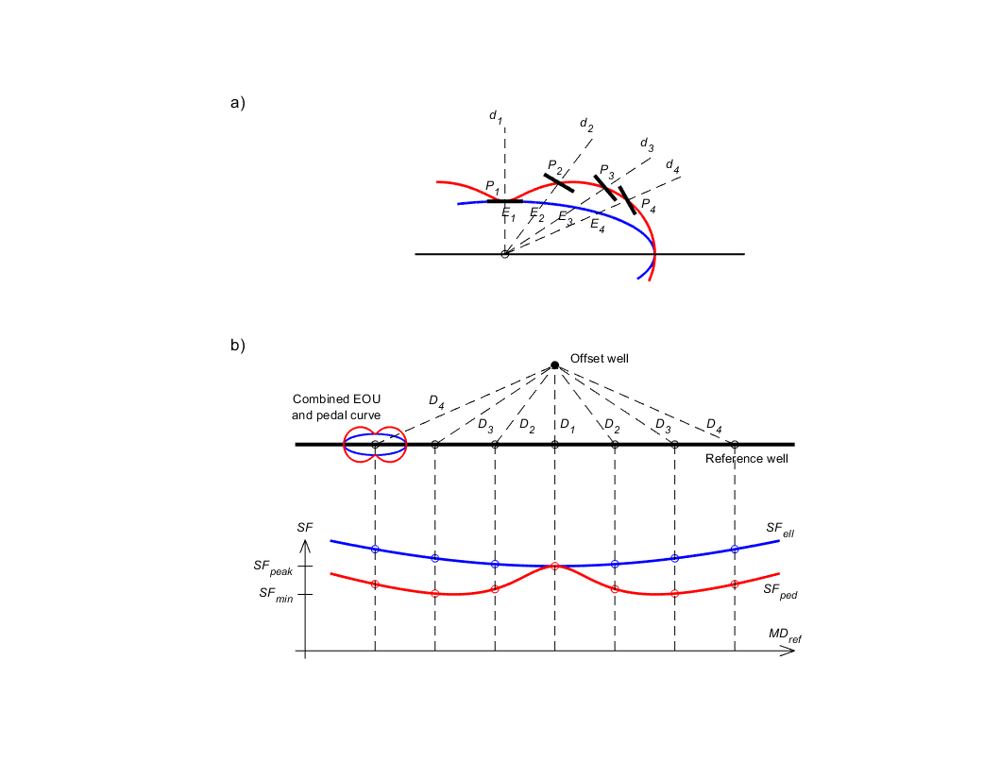 a)
d1
d2
d3
d4
P1
P2
P3
P4
E1
E2
E3
E4
b)
Offset well
Combined EOU
and pedal curve
D4
D3
D2
D1
D2
D3
D4
Reference well
SF
SFell
SFpeak
SFmin
SFped
MDref